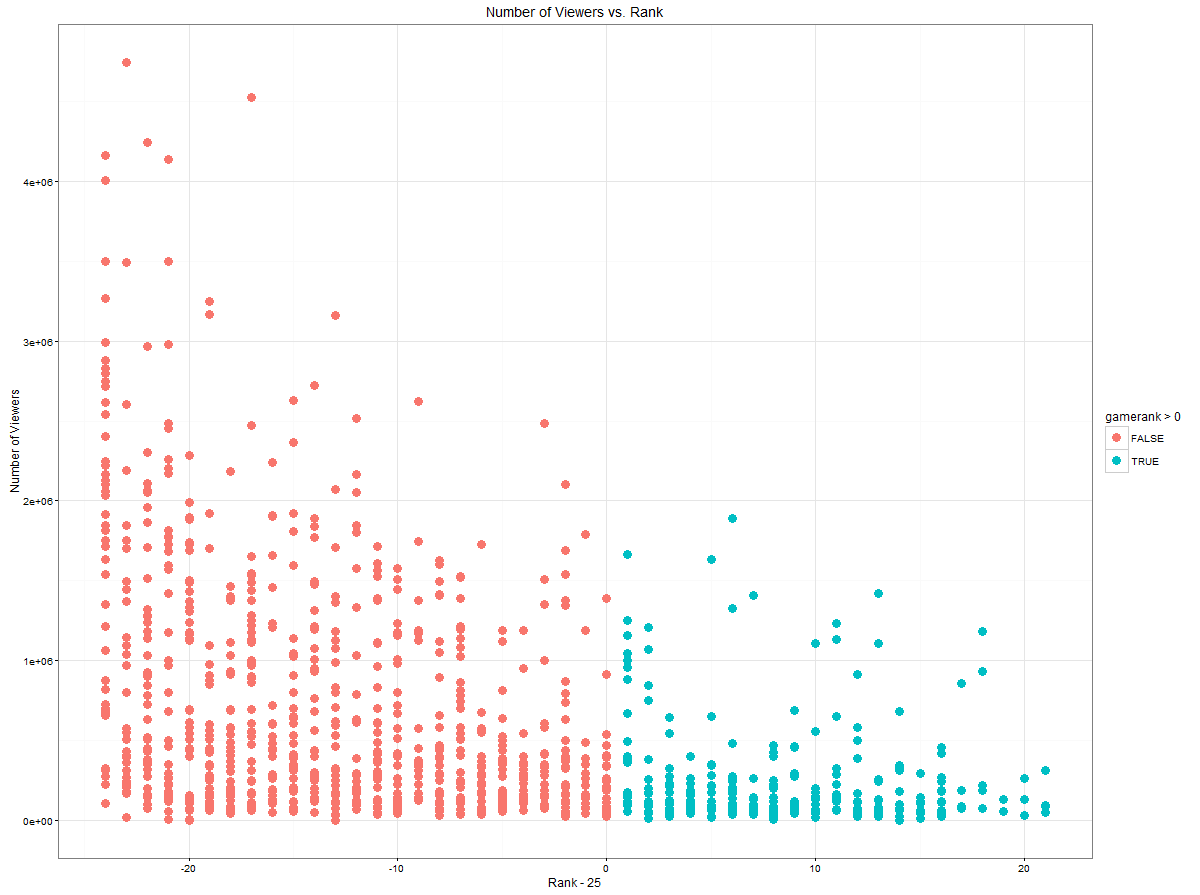 Number of Viewers vs. Rank
Number of Viewers
4e+06
3e+06
2e+06
1e+06
0e+00
-20
-10
0
10
20
Rank - 25
gamerank > 0
FALSE
TRUE